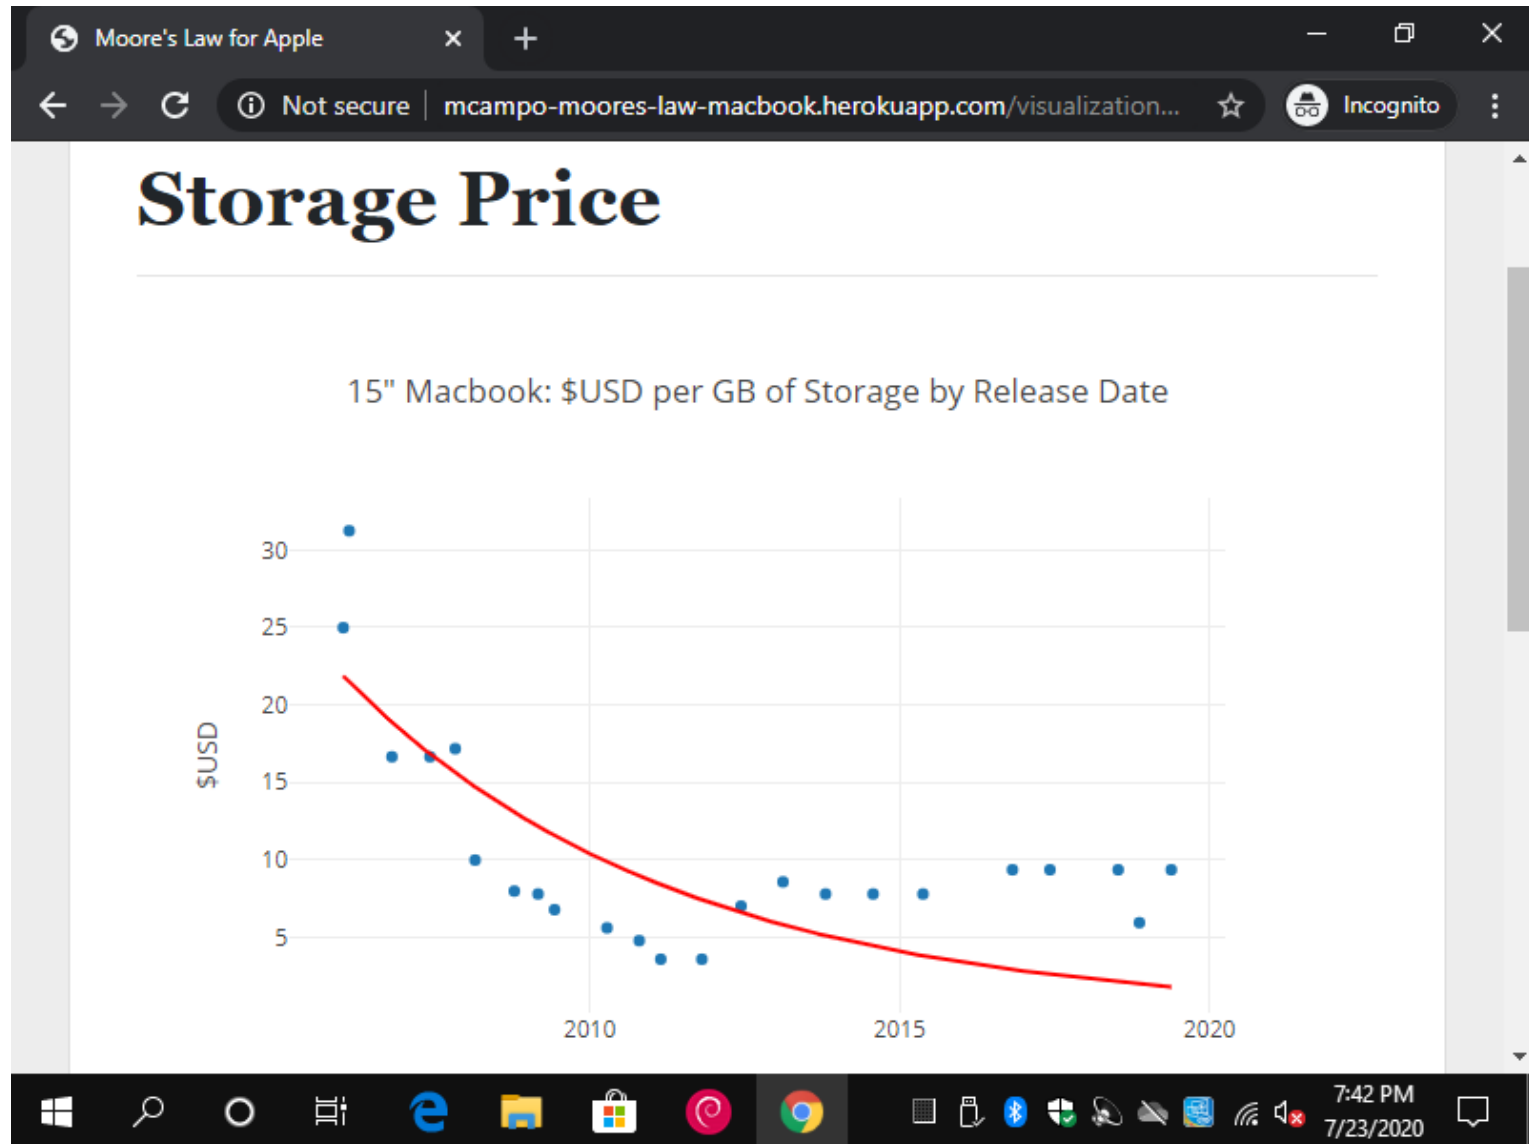 Moore's Law for Apple
Not secure mcampo-moores-law-macbook.herokuapp.com/visualization... Incognito
Storage Price
15" Macbook: $USD per GB of Storage by Release Date
30
25
20
$USD
15
10
5
2010 2015 2020
7:42 PM
7/23/2020